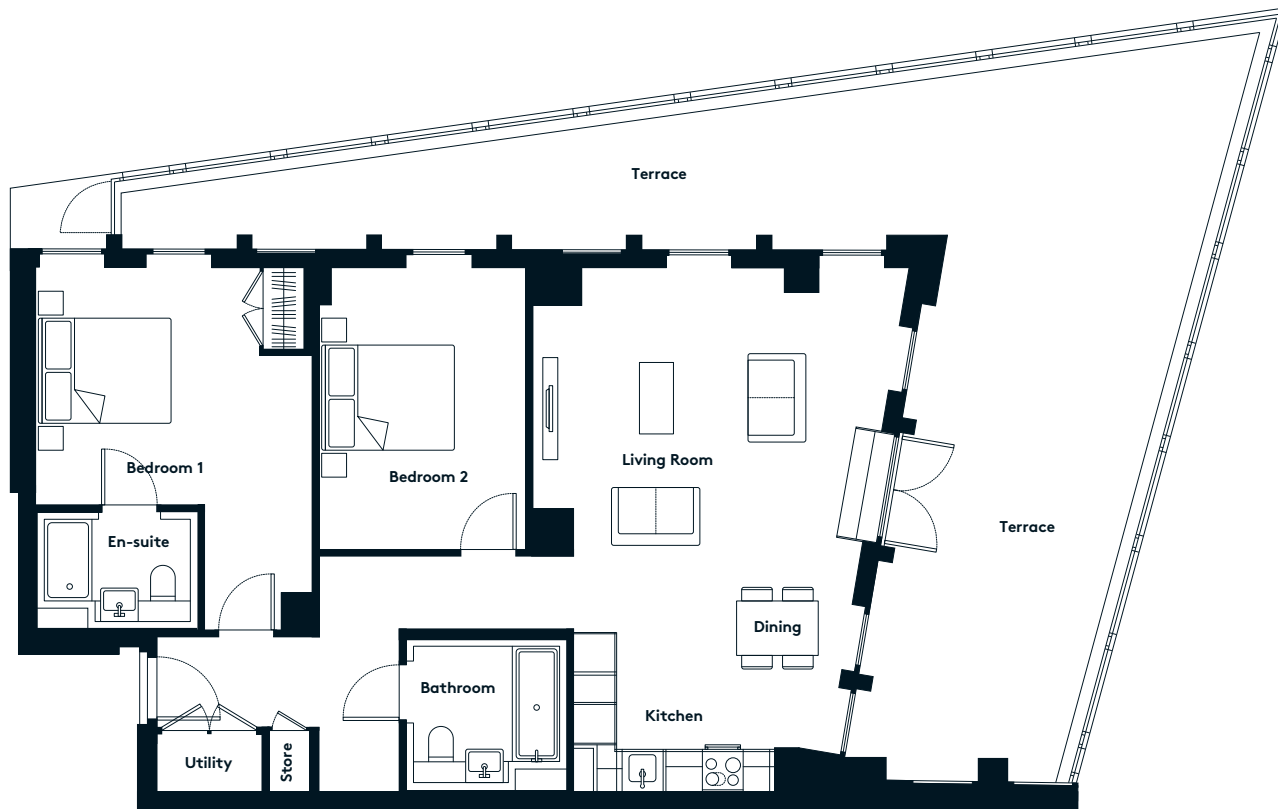 Terrace
Bedroom 1
Bedroom 2
Living Room
Terrace
En-suite
Dining
Bathroom
Kitchen
Utility
Store